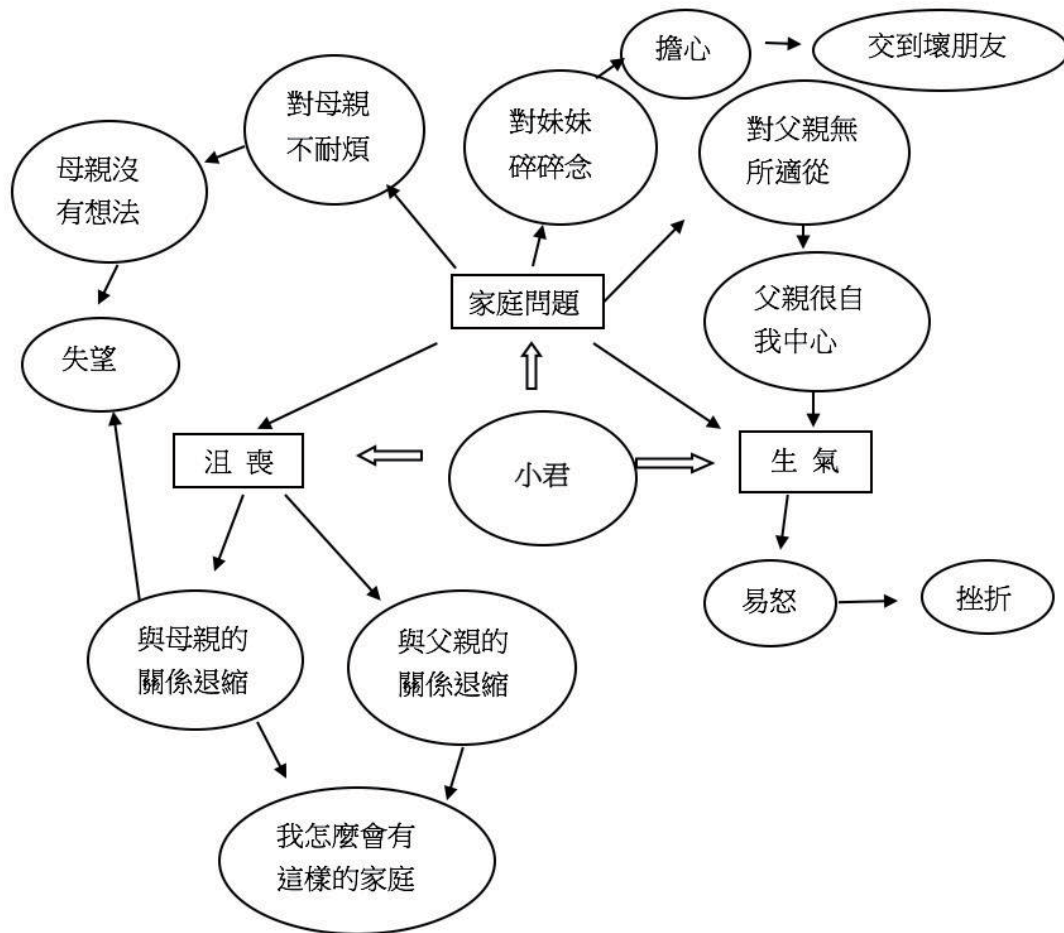 擔心
交到壞朋友
對母親
不耐煩
對妹妹
碎碎念
對父親無
所適從
母親沒
有想法
家庭問題
父親很自
我中心
失望
沮喪
小君
生氣
易怒
挫折
與母親的
關係退縮
與父親的
關係退縮
我怎麼會有
這樣的家庭